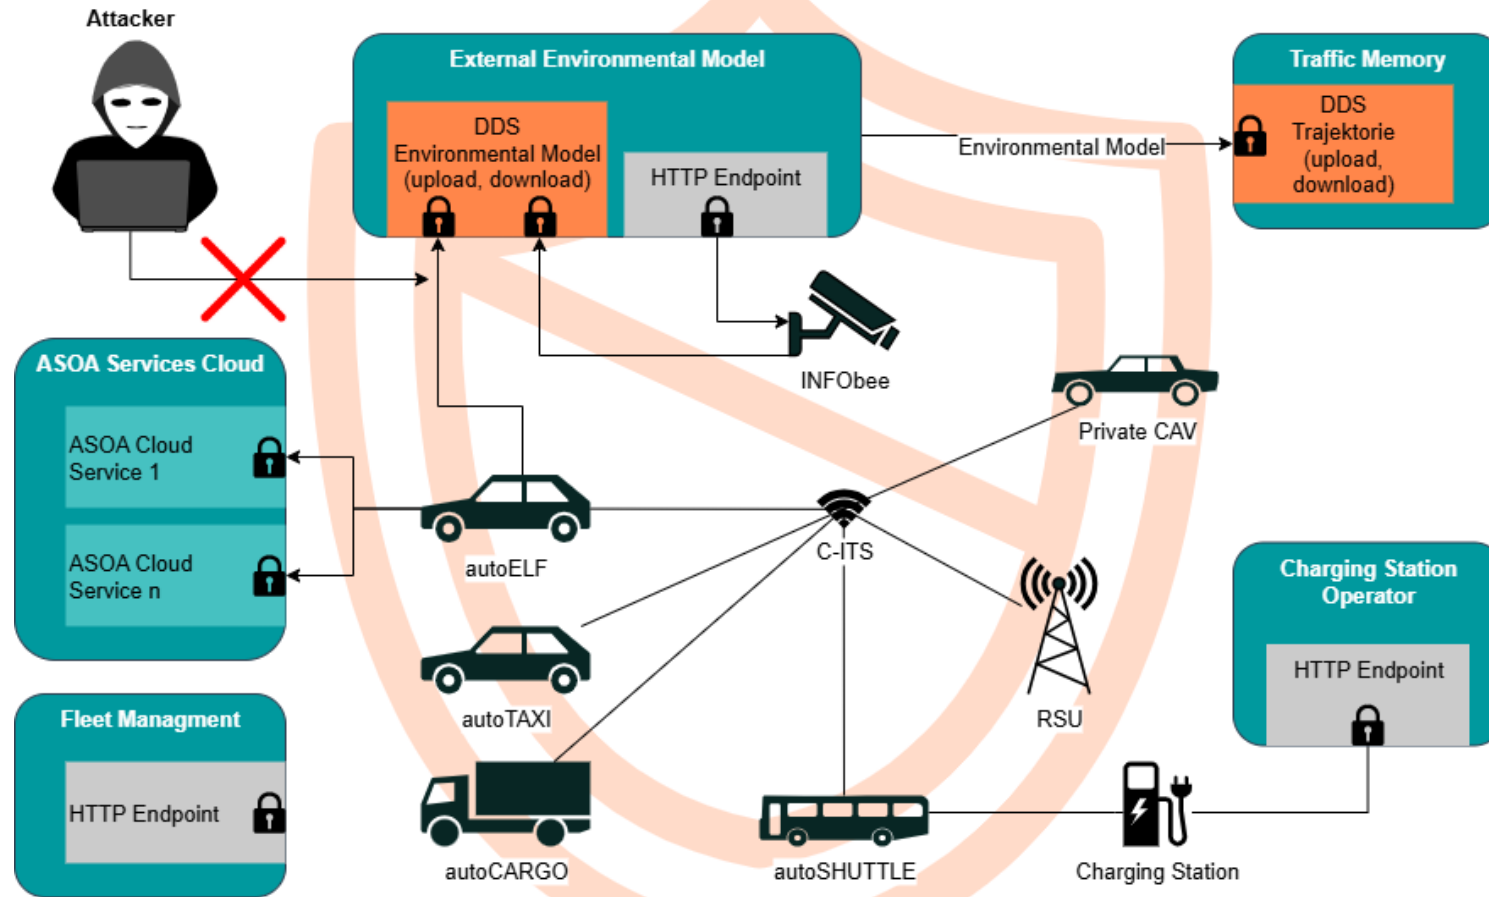 Attacker
External Environmental Model
DDS
Environmental Model
(upload, download)
HTTP Endpoint
Environmental Model
Traffic Memory
DDS
Trajektorie
(upload,
download)
INFObee
ASOA Services Cloud
ASOA Cloud
Service 1
ASOA Cloud
Service n
Private CAV
C-ITS
autoELF
autoTAXI
RSU
Charging Station
Operator
HTTP Endpoint
Fleet Managment
HTTP Endpoint
autoCARGO
autoSHUTTLE
Charging Station